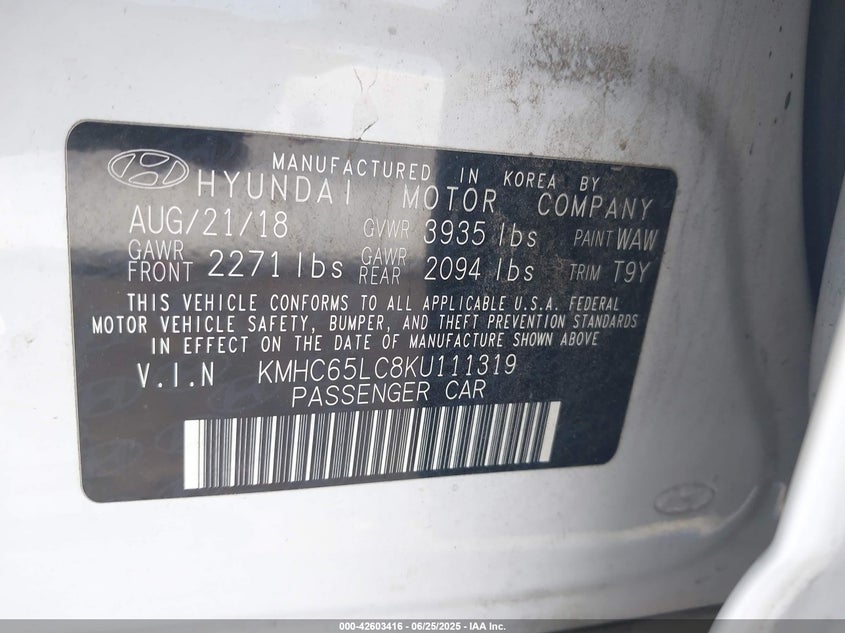 MANUFACTURED IN KOREA BY
HYUNDAI MOTOR COMPANY
AUG/21/18 GVWR 3935 lbs PAINT WAW
GAWR FRONT 2271 lbs GAWR REAR 2094 lbs TRIM T9Y
THIS VEHICLE CONFORMS TO ALL APPLICABLE U.S.A. FEDERAL
MOTOR VEHICLE SAFETY, BUMPER, AND THEFT PREVENTION STANDARDS
IN EFFECT ON THE DATE OF MANUFACTURE SHOWN ABOVE
V.I.N KMHC65LC8KU111319
PASSENGER CAR
000-42603416 - 06/25/2025 - IAA Inc.